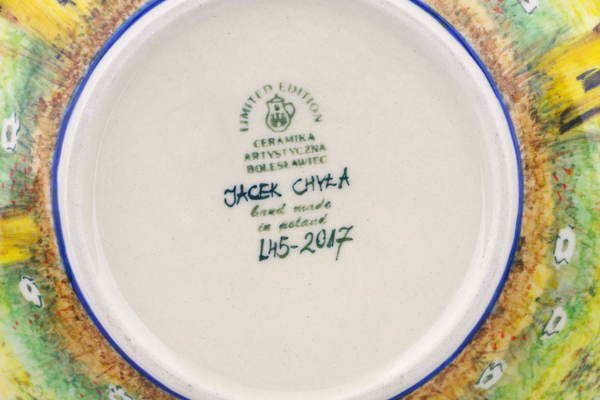 LIMITED EDITION
CERAMIKA
ARTYSTYCZNA
BOLESŁAWIEC
JACEK CHYŁA
hand made
in poland
L45-2017